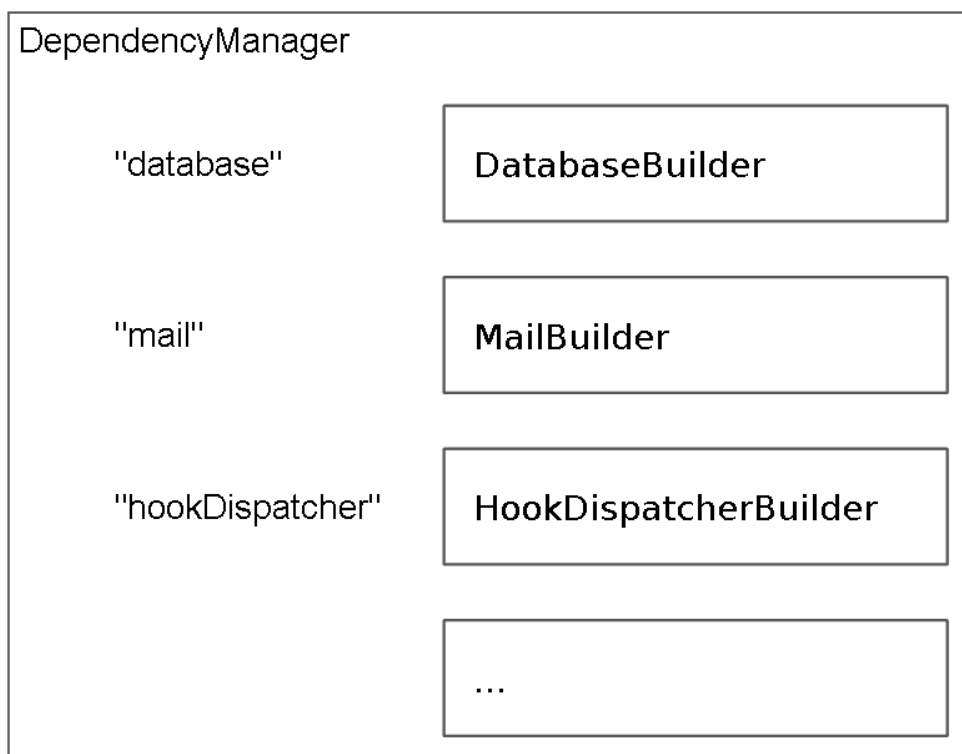 DependencyManager
"database"
DatabaseBuilder
"mail"
MailBuilder
"hookDispatcher"
HookDispatcherBuilder
...